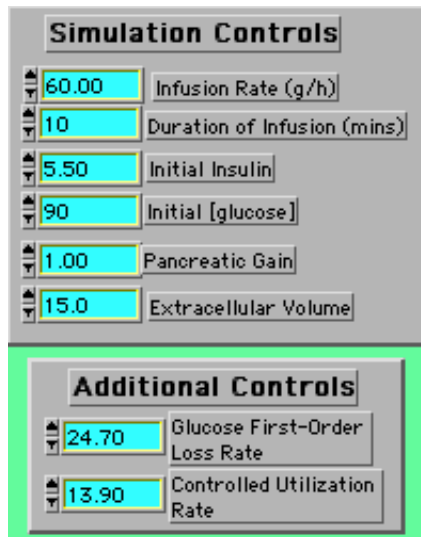 Simulation Controls
60.00 Infusion Rate (g/h)
10 Duration of Infusion (mins)
5.50 Initial Insulin
90 Initial [glucose]
1.00 Pancreatic Gain
15.0 Extracellular Volume
Additional Controls
24.70 Glucose First-Order
Loss Rate
13.90 Controlled Utilization
Rate